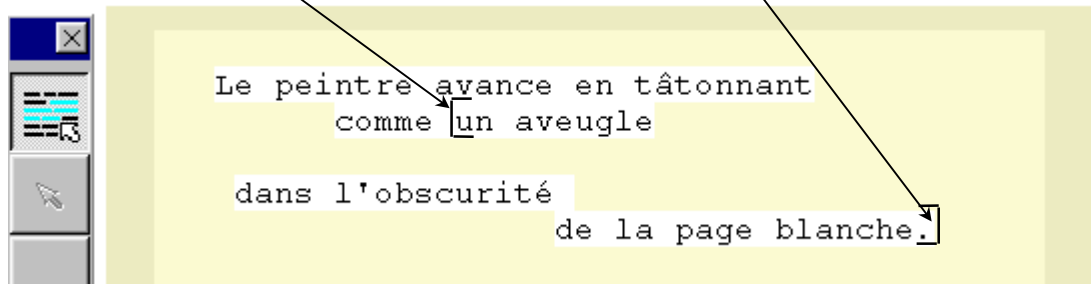 Le peintre avance en tâtonnant
comme un aveugle
dans l'obscurité
de la page blanche.